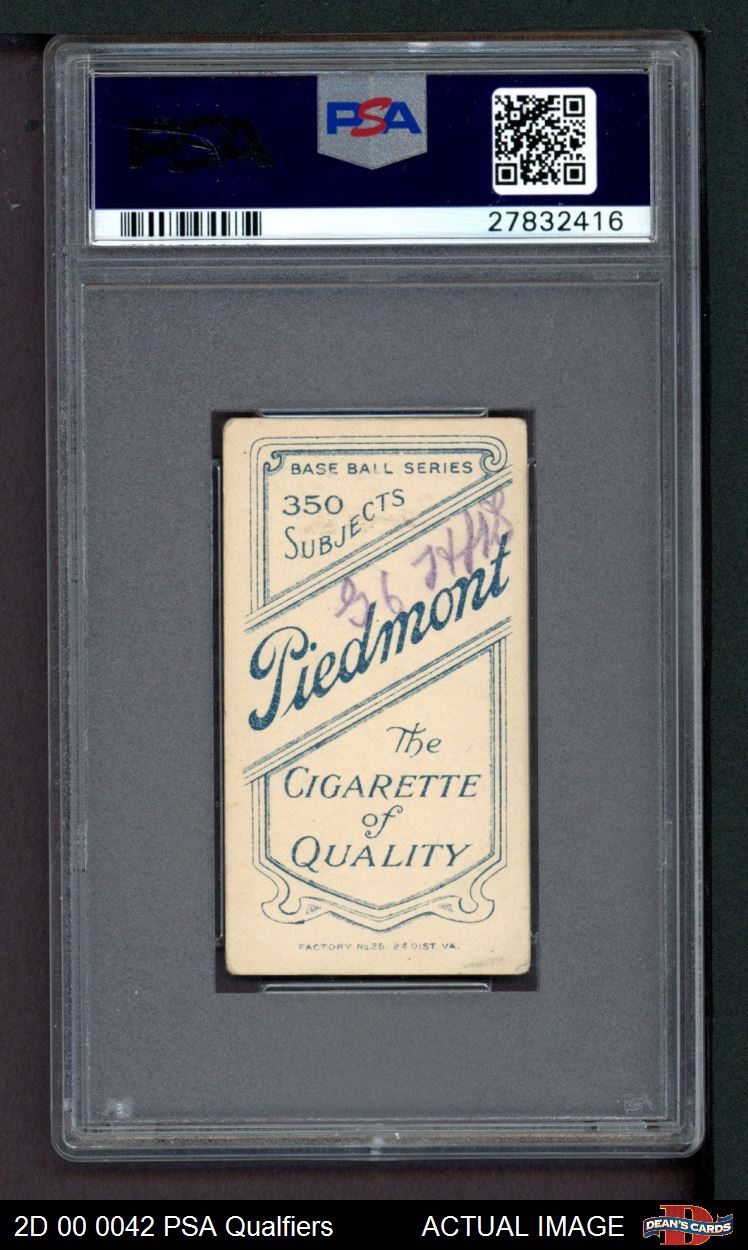 PSA
PSA
27832416
BASE BALL SERIES
350
SUBJECTS
Piedmont
The
CIGARETTE
of
QUALITY
FACTORY No. 25. 2d DIST. VA.
2D 00 0042 PSA Qualfiers ACTUAL IMAGE
DEAN'S CARDS